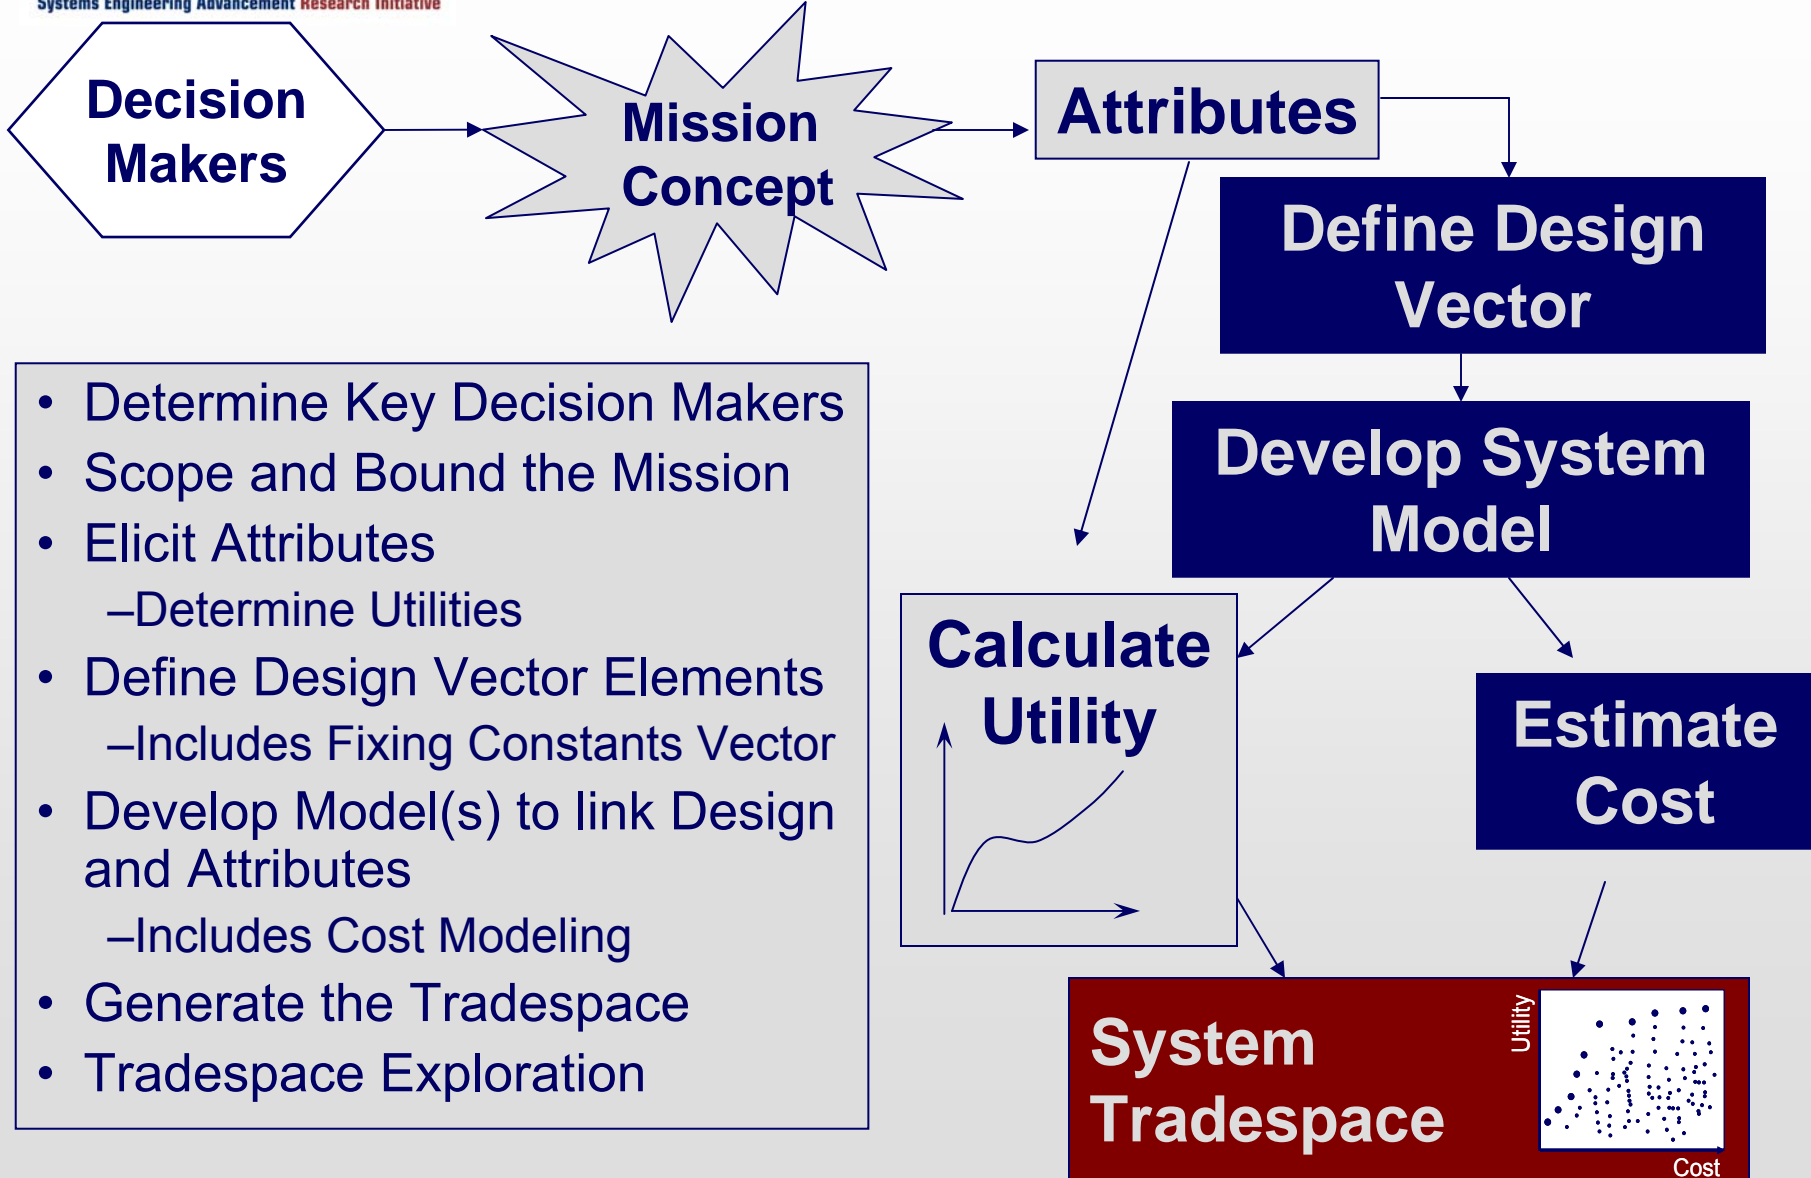 Systems Engineering Advancement Research Initiative
Decision
Makers
Mission
Concept
Attributes
Define Design
Vector
Develop System
Model
• Determine Key Decision Makers
• Scope and Bound the Mission
• Elicit Attributes
–Determine Utilities
• Define Design Vector Elements
–Includes Fixing Constants Vector
• Develop Model(s) to link Design
and Attributes
–Includes Cost Modeling
• Generate the Tradespace
• Tradespace Exploration
Calculate
Utility
Estimate
Cost
System
Tradespace
Utility
Cost